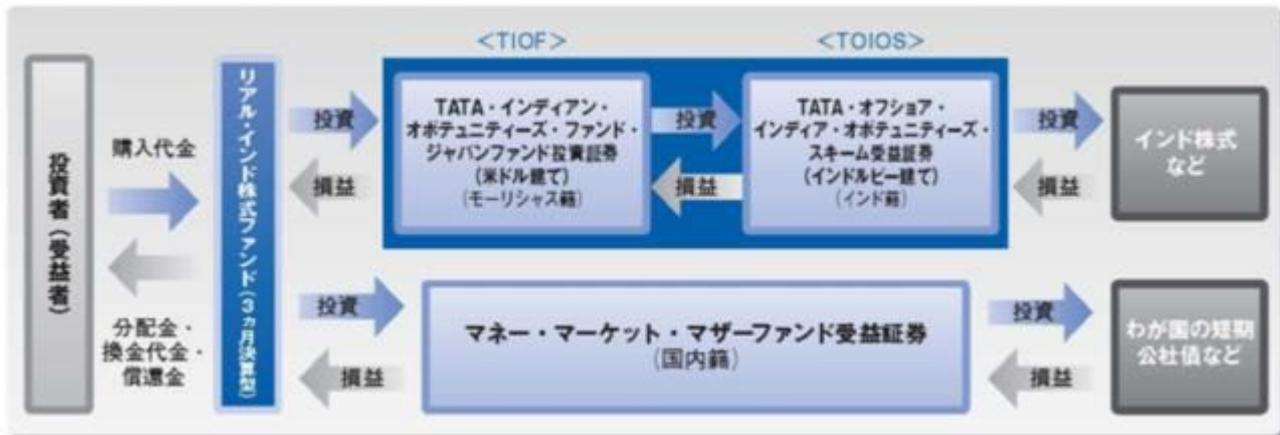 <TIOF>
<TOIOS>
投資者(受益者)
購入代金
分配金・
換金代金・
償還金
リアル・インド株式ファンド(3ヵ月決算型)
投資
損益
TATA・インディアン・
オポテュニティーズ・ファンド・
ジャパンファンド投資証券
(米ドル建て)
(モーリシャス籍)
投資
損益
TATA・オフショア・
インディア・オポテュニティーズ・
スキーム受益証券
(インドルピー建て)
(インド籍)
投資
損益
インド株式
など
投資
損益
マネー・マーケット・マザーファンド受益証券
(国内籍)
投資
損益
わが国の短期
公社債など